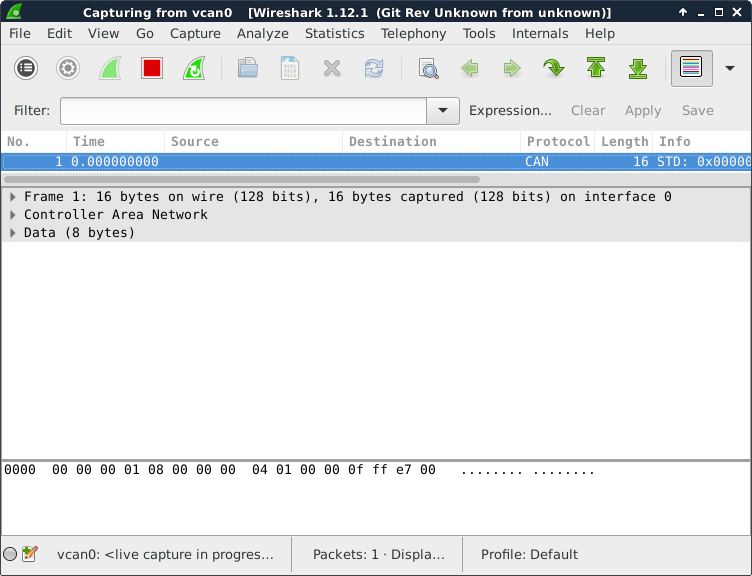 Capturing from vcan0 [Wireshark 1.12.1 (Git Rev Unknown from unknown)]
File Edit View Go Capture Analyze Statistics Telephony Tools Internals Help
Filter: Expression... Clear Apply Save
No. Time Source Destination Protocol Length Info
1 0.000000000 CAN 16 STD: 0x00000
Frame 1: 16 bytes on wire (128 bits), 16 bytes captured (128 bits) on interface 0
Controller Area Network
Data (8 bytes)
0000 00 00 00 01 08 00 00 00 04 01 00 00 0f ff e7 00 ........ ........
vcan0: <live capture in progres... Packets: 1 · Displa... Profile: Default